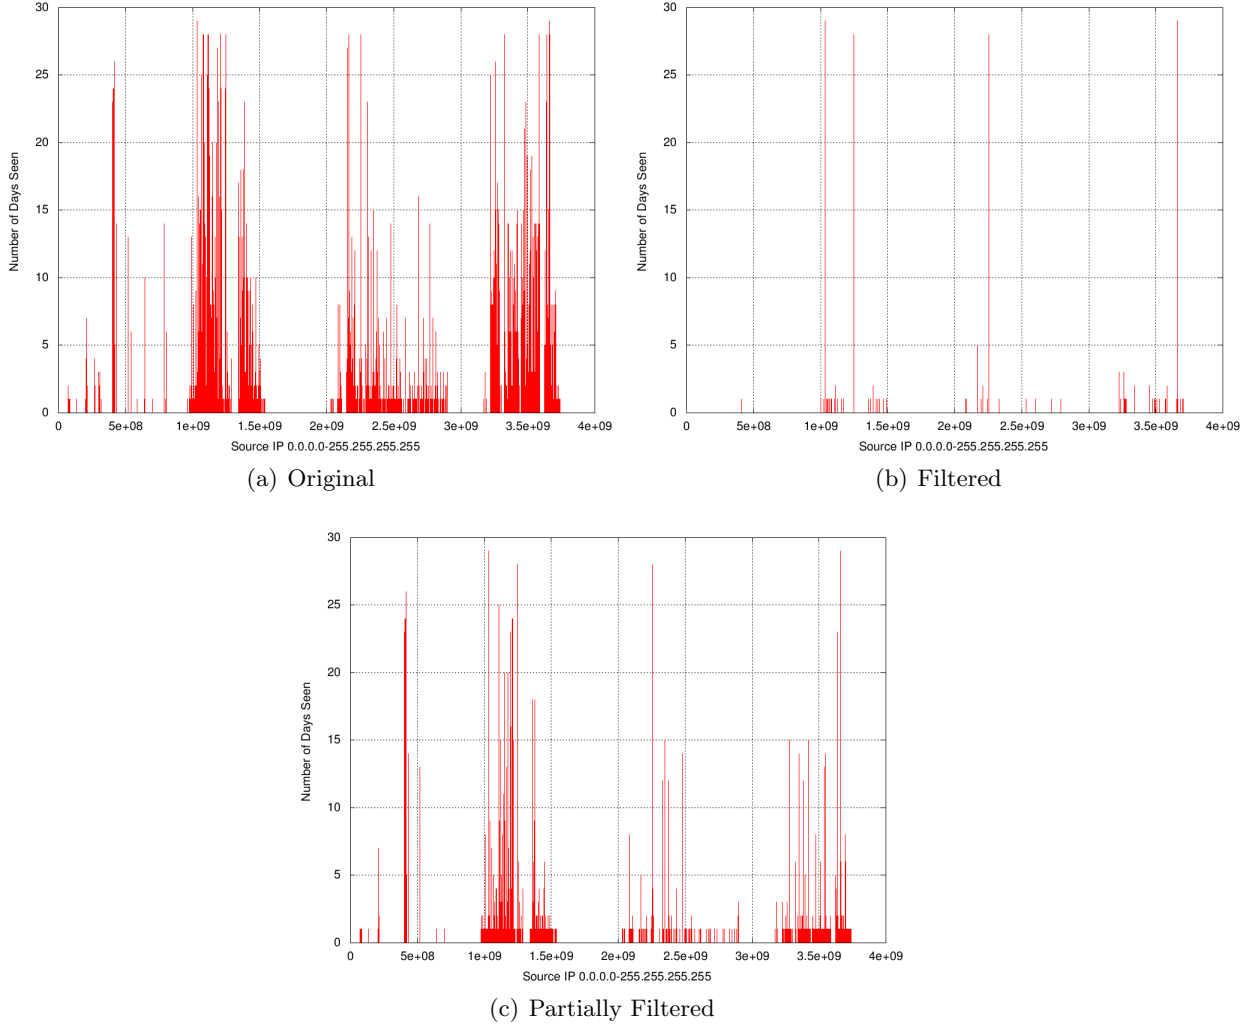 30
25
20
15
10
5
0
Number of Days Seen
0 5e+08 1e+09 1.5e+09 2e+09 2.5e+09 3e+09 3.5e+09 4e+09
Source IP 0.0.0.0-255.255.255.255
(a) Original
30
25
20
15
10
5
0
Number of Days Seen
0 5e+08 1e+09 1.5e+09 2e+09 2.5e+09 3e+09 3.5e+09 4e+09
Source IP 0.0.0.0-255.255.255.255
(b) Filtered
30
25
20
15
10
5
0
Number of Days Seen
0 5e+08 1e+09 1.5e+09 2e+09 2.5e+09 3e+09 3.5e+09 4e+09
Source IP 0.0.0.0-255.255.255.255
(c) Partially Filtered